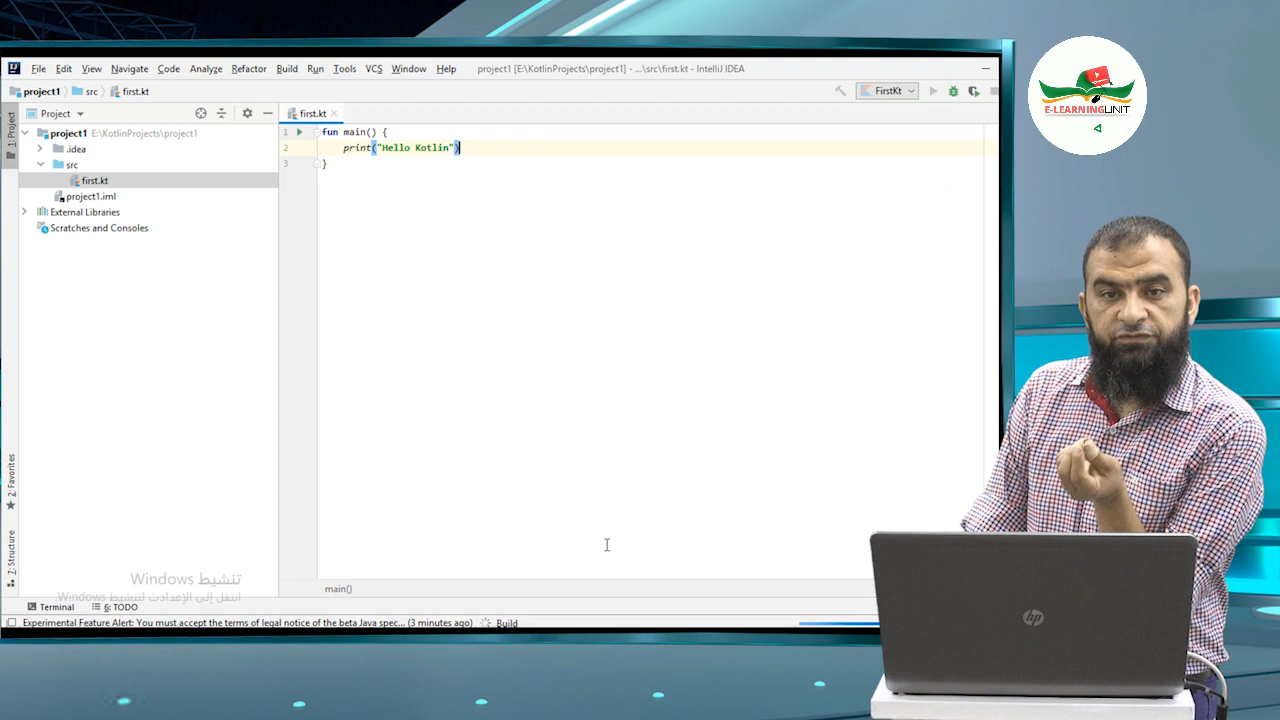 File Edit View Navigate Code Analyze Refactor Build Run Tools VCS Window Help project1 [E:\KotlinProjects\project1] - ...\src\first.kt - IntelliJ IDEA
project1 src first.kt FirstKt
E-LEARNING UNIT
1: Project
Project
first.kt
project1 E:\KotlinProjects\project1
.idea
src
first.kt
project1.iml
External Libraries
Scratches and Consoles
1 fun main() {
2 print("Hello Kotlin")
3 }
2: Favorites
7: Structure
تنشيط Windows
انتقل إلى الإعدادات لتنشيط Windows.
main()
Terminal 6: TODO
Experimental Feature Alert: You must accept the terms of legal notice of the beta Java spec... (3 minutes ago) Build
hp